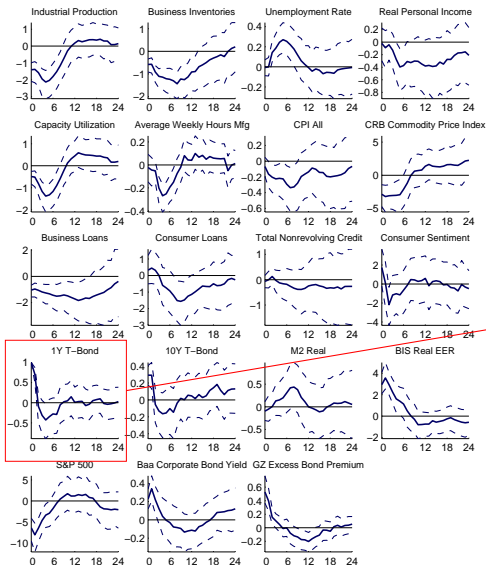 Industrial Production Business Inventories Unemployment Rate Real Personal Income
1 0 −1 −2 −3 0 6 12 18 24
1 0 −1 −2 0 6 12 18 24
0.4 0.2 0 −0.2 0 6 12 18 24
0.2 0 −0.2 −0.4 −0.6 −0.8 0 6 12 18 24
Capacity Utilization Average Weekly Hours Mfg CPI All CRB Commodity Price Index
1 0 −1 −2 0 6 12 18 24
0.2 0 −0.2 −0.4 0 6 12 18 24
0.2 0 −0.2 −0.4 −0.6 0 6 12 18 24
5 0 −5 0 6 12 18 24
Business Loans Consumer Loans Total Nonrevolving Credit Consumer Sentiment
2 0 −2 0 6 12 18 24
1 0 −1 −2 −3 0 6 12 18 24
1 0 −1 0 6 12 18 24
2 0 −2 −4 0 6 12 18 24
1Y T−Bond 10Y T−Bond M2 Real BIS Real EER
1 0.5 0 −0.5 0 6 12 18 24
0.4 0.2 0 −0.2 −0.4 0 6 12 18 24
0.5 0 −0.5 0 6 12 18 24
4 2 0 −2 0 6 12 18 24
S&P 500 Baa Corporate Bond Yield GZ Excess Bond Premium
5 0 −5 −10 0 6 12 18 24
0.4 0.2 0 −0.2 0 6 12 18 24
0.6 0.4 0.2 0 −0.2 0 6 12 18 24